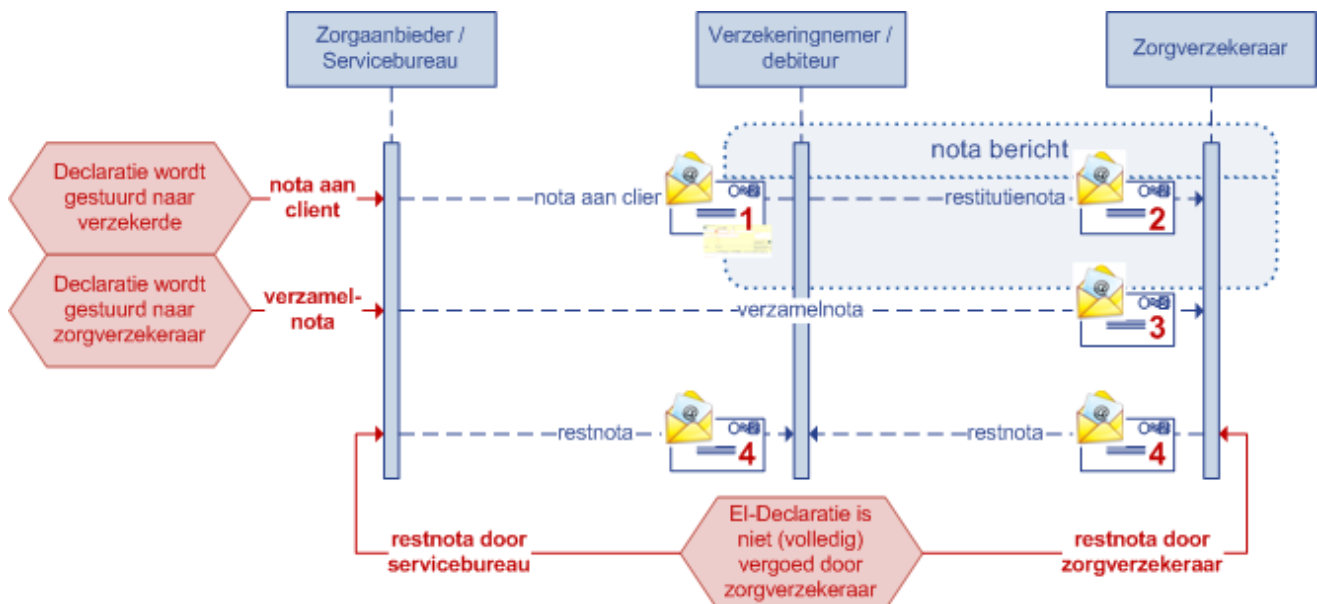 Zorgaanbieder /
Servicebureau
Verzekeringnemer /
debiteur
Zorgverzekeraar
nota bericht
Declaratie wordt
gestuurd naar
verzekerde
nota aan
client
nota aan clier
1
restitutienota
2
Declaratie wordt
gestuurd naar
zorgverzekeraar
verzamel-
nota
verzamelnota
3
restnota
4
restnota
4
restnota door
servicebureau
EI-Declaratie is
niet (volledig)
vergoed door
zorgverzekeraar
restnota door
zorgverzekeraar